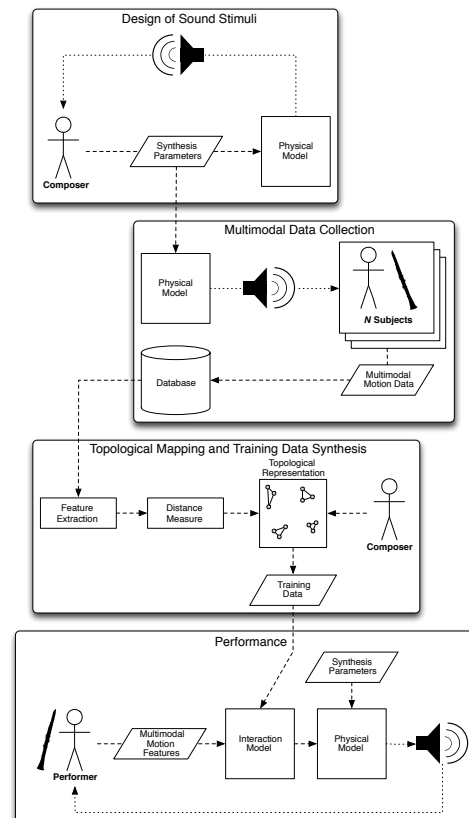 Design of Sound Stimuli
Synthesis
Parameters
Physical
Model
Composer
Multimodal Data Collection
Physical
Model
N Subjects
Multimodal
Motion Data
Database
Topological Mapping and Training Data Synthesis
Topological
Representation
Feature
Extraction
Distance
Measure
Composer
Training
Data
Performance
Synthesis
Parameters
Multimodal
Motion
Features
Interaction
Model
Physical
Model
Performer